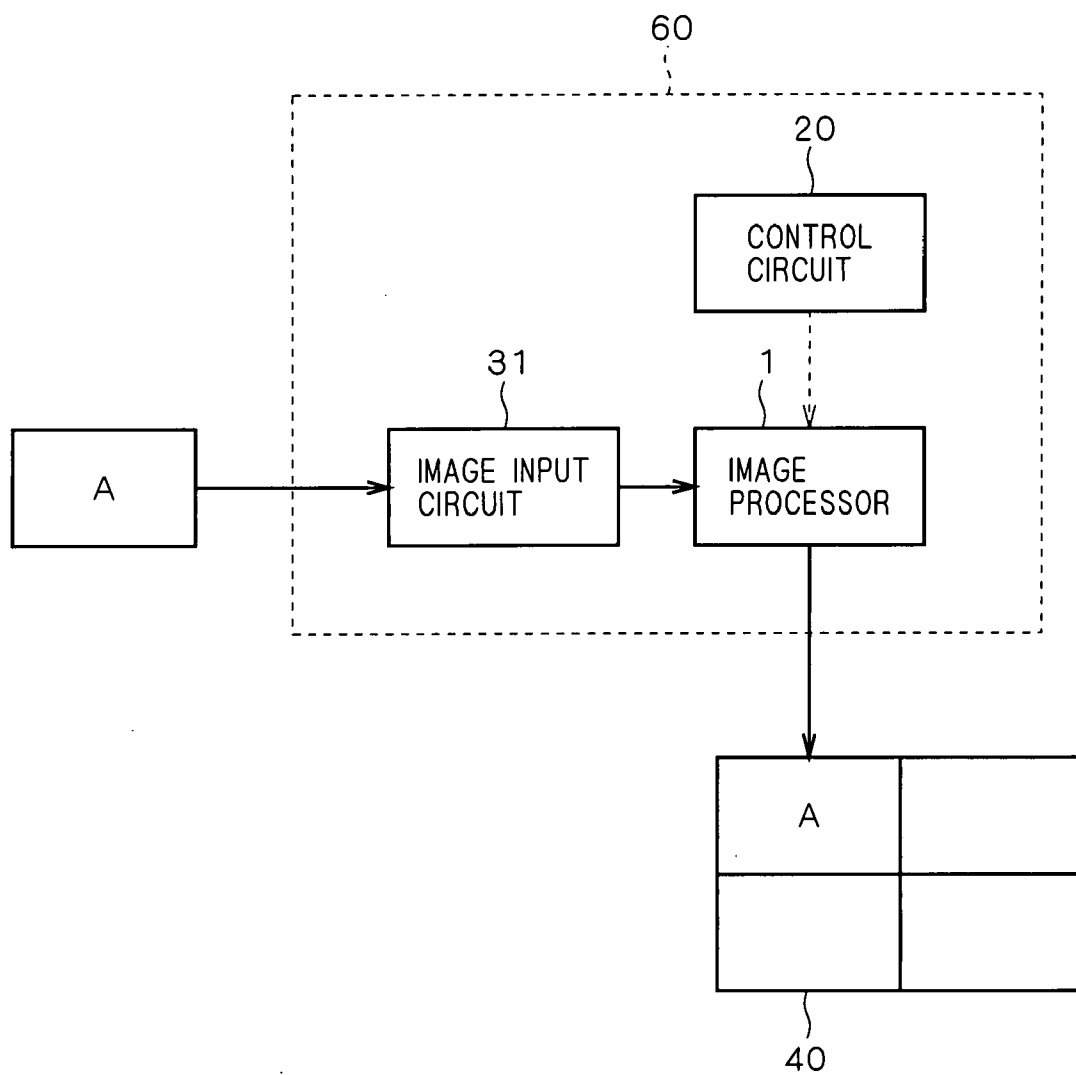 60
20
CONTROL
CIRCUIT
31
1
A
IMAGE INPUT
CIRCUIT
IMAGE
PROCESSOR
A
40